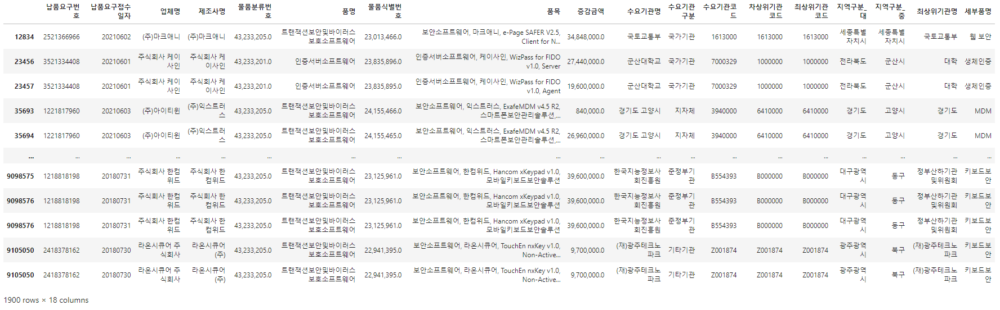 납품요구번호 납품요구접수일자 업체명 제조사명 물품분류번호 품명 물품식별번호 품목 증감금액 수요기관명 수요기관구분 수요기관코드 차상위기관코드 최상위기관코드 지역구분_대 지역구분_중 최상위기관명 세부품명
12834 2521366966 20210602 (주)마크애니 (주)마크애니 43,233,205.0 트랜잭션보안및바이러스보호소프트웨어 23,013,466.0 보안소프트웨어, 마크애니, e-Page SAFER V2.5, Client for N... 34,848,000.0 국토교통부 국가기관 1613000 1613000 1613000 세종특별자치시 세종특별자치시 국토교통부 웹 보안
23456 3521334408 20210601 주식회사 케이사인 주식회사 케이사인 43,233,201.0 인증서버소프트웨어 23,835,896.0 인증서버소프트웨어, 케이사인, WizPass for FIDO v1.0, Server 27,440,000.0 군산대학교 국가기관 7000329 1000000 1000000 전라북도 군산시 대학 생체인증
23457 3521334408 20210601 주식회사 케이사인 주식회사 케이사인 43,233,201.0 인증서버소프트웨어 23,835,895.0 인증서버소프트웨어, 케이사인, WizPass for FIDO v1.0, Agent 19,600,000.0 군산대학교 국가기관 7000329 1000000 1000000 전라북도 군산시 대학 생체인증
35693 1221817960 20210603 (주)아이티윈 (주)익스트러스 43,233,205.0 트랜잭션보안및바이러스보호소프트웨어 24,155,466.0 보안소프트웨어, 익스트러스, ExafeMDM v4.5 R2, 스마트폰보안관리솔루션,... 840,000.0 경기도 고양시 지자체 3940000 6410000 6410000 경기도 고양시 경기도 MDM
35694 1221817960 20210603 (주)아이티윈 (주)익스트러스 43,233,205.0 트랜잭션보안및바이러스보호소프트웨어 24,155,465.0 보안소프트웨어, 익스트러스, ExafeMDM v4.5 R2, 스마트폰보안관리솔루션,... 26,960,000.0 경기도 고양시 지자체 3940000 6410000 6410000 경기도 고양시 경기도 MDM
... ... ... ... ... ... ... ... ... ... ... ... ... ... ... ... ... ... ...
9098575 1218818198 20180731 주식회사 한컴위드 주식회사 한컴위드 43,233,205.0 트랜잭션보안및바이러스보호소프트웨어 23,125,961.0 보안소프트웨어, 한컴위드, Hancom xKeypad v1.0, 모바일키보드보안솔루션 39,600,000.0 한국지능정보사회진흥원 준정부기관 B554393 B000000 B000000 대구광역시 동구 정부산하기관및위원회 키보드보안
9098576 1218818198 20180731 주식회사 한컴위드 주식회사 한컴위드 43,233,205.0 트랜잭션보안및바이러스보호소프트웨어 23,125,961.0 보안소프트웨어, 한컴위드, Hancom xKeypad v1.0, 모바일키보드보안솔루션 39,600,000.0 한국지능정보사회진흥원 준정부기관 B554393 B000000 B000000 대구광역시 동구 정부산하기관및위원회 키보드보안
9098576 1218818198 20180731 주식회사 한컴위드 주식회사 한컴위드 43,233,205.0 트랜잭션보안및바이러스보호소프트웨어 23,125,961.0 보안소프트웨어, 한컴위드, Hancom xKeypad v1.0, 모바일키보드보안솔루션 39,600,000.0 한국지능정보사회진흥원 준정부기관 B554393 B000000 B000000 대구광역시 동구 정부산하기관및위원회 키보드보안
9105050 2418378162 20180730 라온시큐어 주식회사 라온시큐어(주) 43,233,205.0 트랜잭션보안및바이러스보호소프트웨어 22,941,395.0 보안소프트웨어, 라온시큐어, TouchEn nxKey v1.0, Non-Active... 9,700,000.0 (재)광주테크노파크 기타기관 Z001874 Z001874 Z001874 광주광역시 북구 (재)광주테크노파크 키보드보안
9105050 2418378162 20180730 라온시큐어 주식회사 라온시큐어(주) 43,233,205.0 트랜잭션보안및바이러스보호소프트웨어 22,941,395.0 보안소프트웨어, 라온시큐어, TouchEn nxKey v1.0, Non-Active... 9,700,000.0 (재)광주테크노파크 기타기관 Z001874 Z001874 Z001874 광주광역시 북구 (재)광주테크노파크 키보드보안
1900 rows × 18 columns